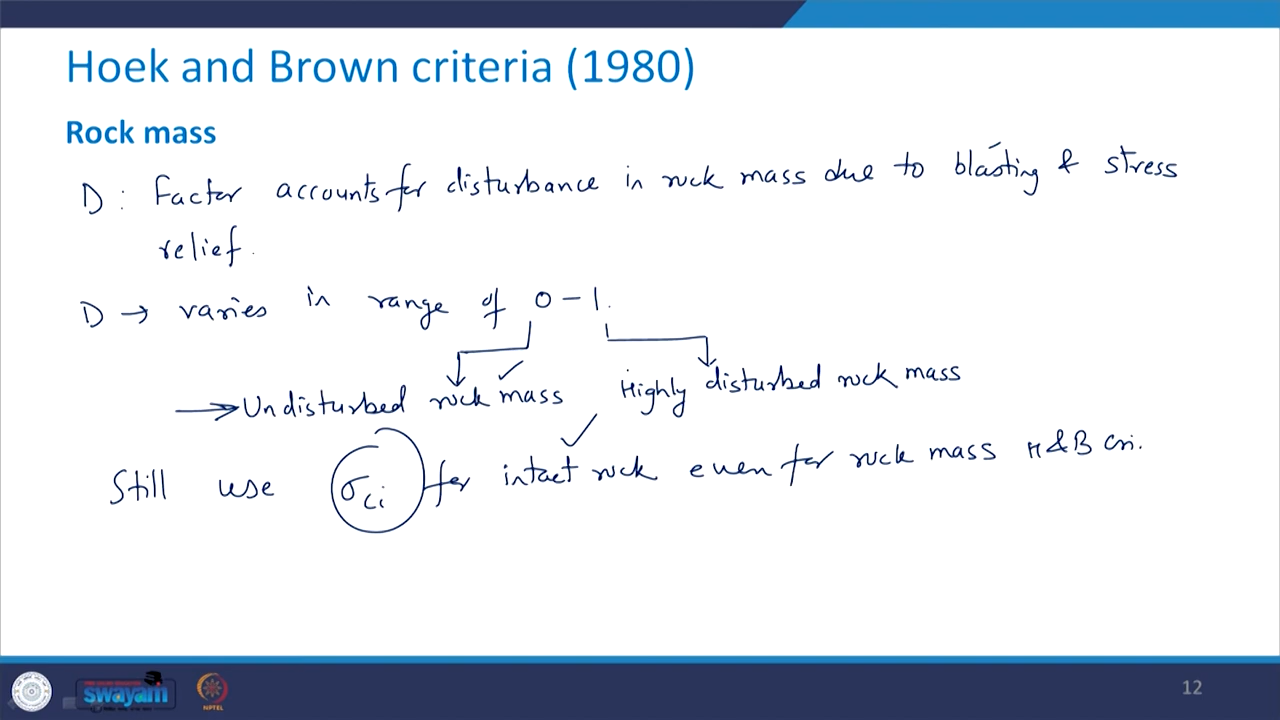 Hoek and Brown criteria (1980)
Rock mass
D : Factor accounts for disturbance in rock mass due to blasting & stress
relief.
D → varies in range of 0 – 1.
→ Undisturbed rock mass Highly disturbed rock mass
Still use σci for intact rock even for rock mass H&B cri.
swayam
NPTEL
12